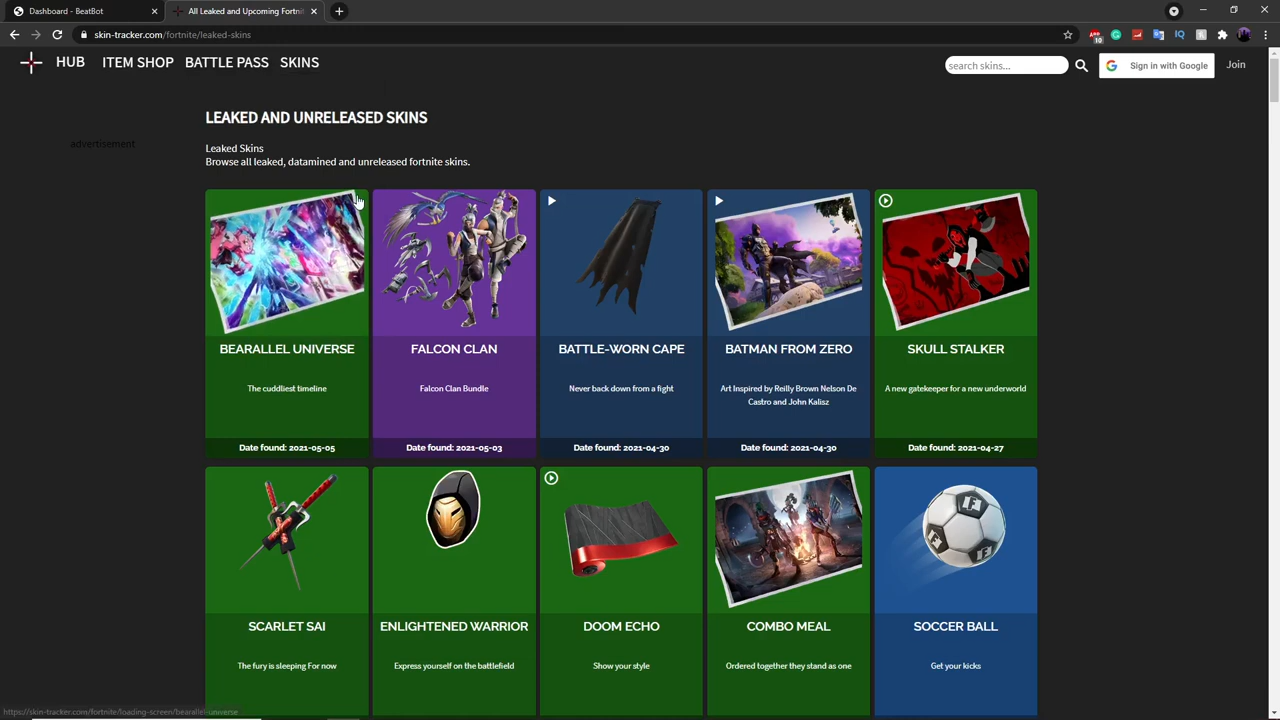 Dashboard - BeatBot
All Leaked and Upcoming Fortni
skin-tracker.com/fortnite/leaked-skins
10
IQ
HUB ITEM SHOP BATTLE PASS SKINS
search skins...
Sign in with Google
Join
LEAKED AND UNRELEASED SKINS
advertisement
Leaked Skins
Browse all leaked, datamined and unreleased fortnite skins.
BEARALLEL UNIVERSE
The cuddliest timeline
Date found: 2021-05-05
FALCON CLAN
Falcon Clan Bundle
Date found: 2021-05-03
BATTLE-WORN CAPE
Never back down from a fight
Date found: 2021-04-30
BATMAN FROM ZERO
Art Inspired by Reilly Brown Nelson De
Castro and John Kalisz
Date found: 2021-04-30
SKULL STALKER
A new gatekeeper for a new underworld
Date found: 2021-04-27
SCARLET SAI
The fury is sleeping For now
ENLIGHTENED WARRIOR
Express yourself on the battlefield
DOOM ECHO
Show your style
COMBO MEAL
Ordered together they stand as one
SOCCER BALL
Get your kicks
https://skin-tracker.com/fortnite/loading-screen/bearallel-universe